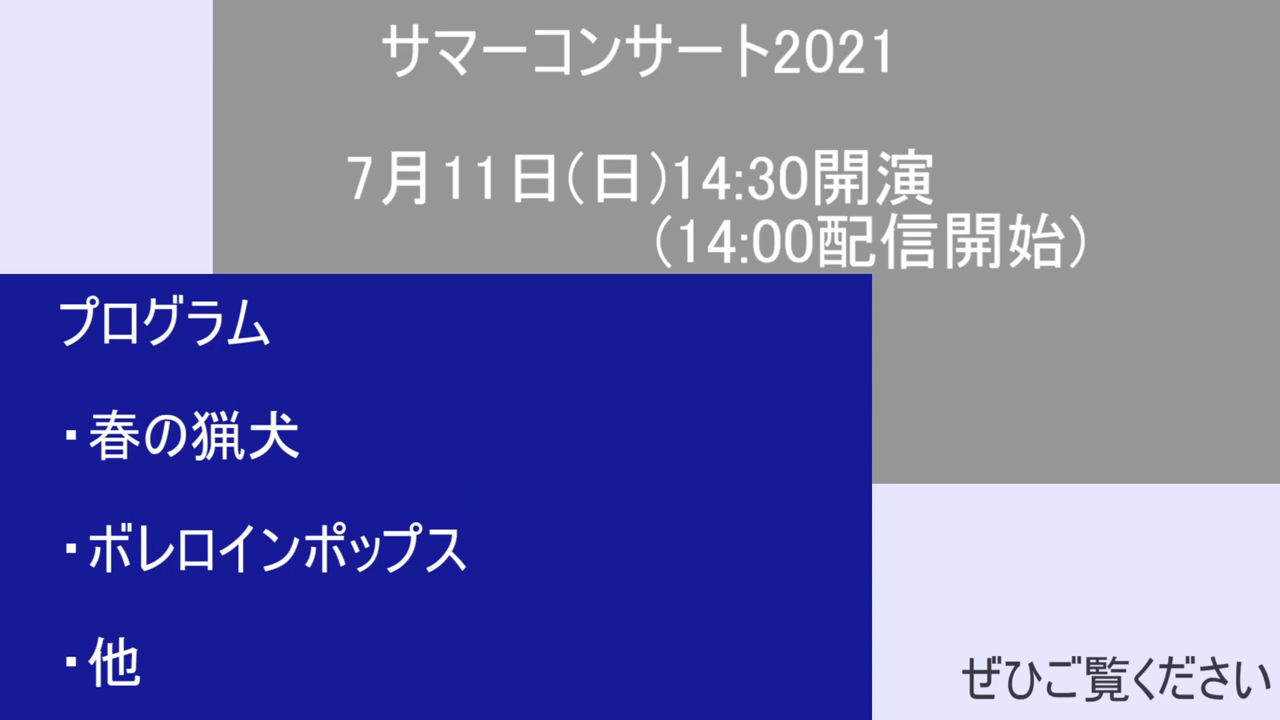 サマーコンサート2021
7月11日(日)14:30開演
(14:00配信開始)
プログラム
・春の猟犬
・ボレロインポップス
・他
ぜひご覧ください